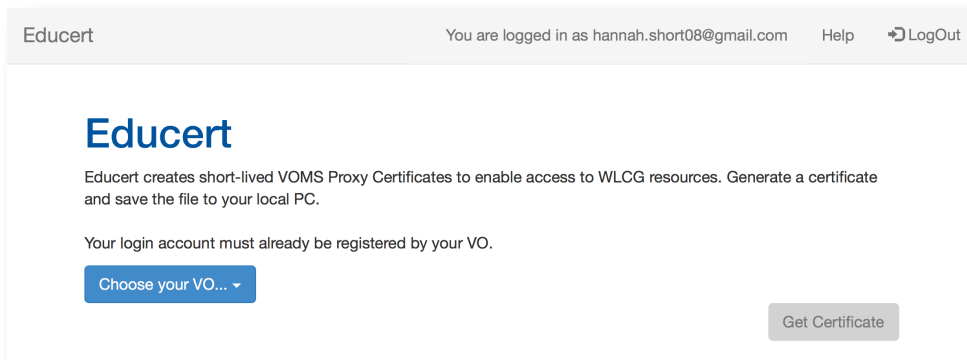 Educert You are logged in as hannah.short08@gmail.com Help LogOut
Educert
Educert creates short-lived VOMS Proxy Certificates to enable access to WLCG resources. Generate a certificate
and save the file to your local PC.
Your login account must already be registered by your VO.
Choose your VO...
Get Certificate